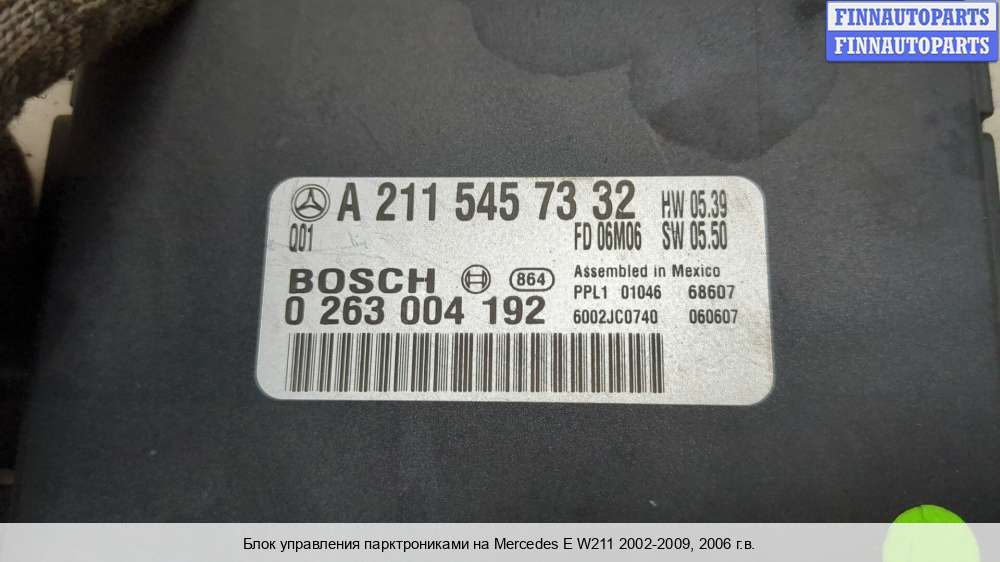 FINNAUTOPARTS
FINNAUTOPARTS
A 211 545 73 32 HW 05.39
Q01 FD 06M06 SW 05.50
BOSCH 864 Assembled in Mexico
0 263 004 192 PPL1 01046 68607
6002JC0740 060607
Блок управления парктрониками на Mercedes E W211 2002-2009, 2006 г.в.